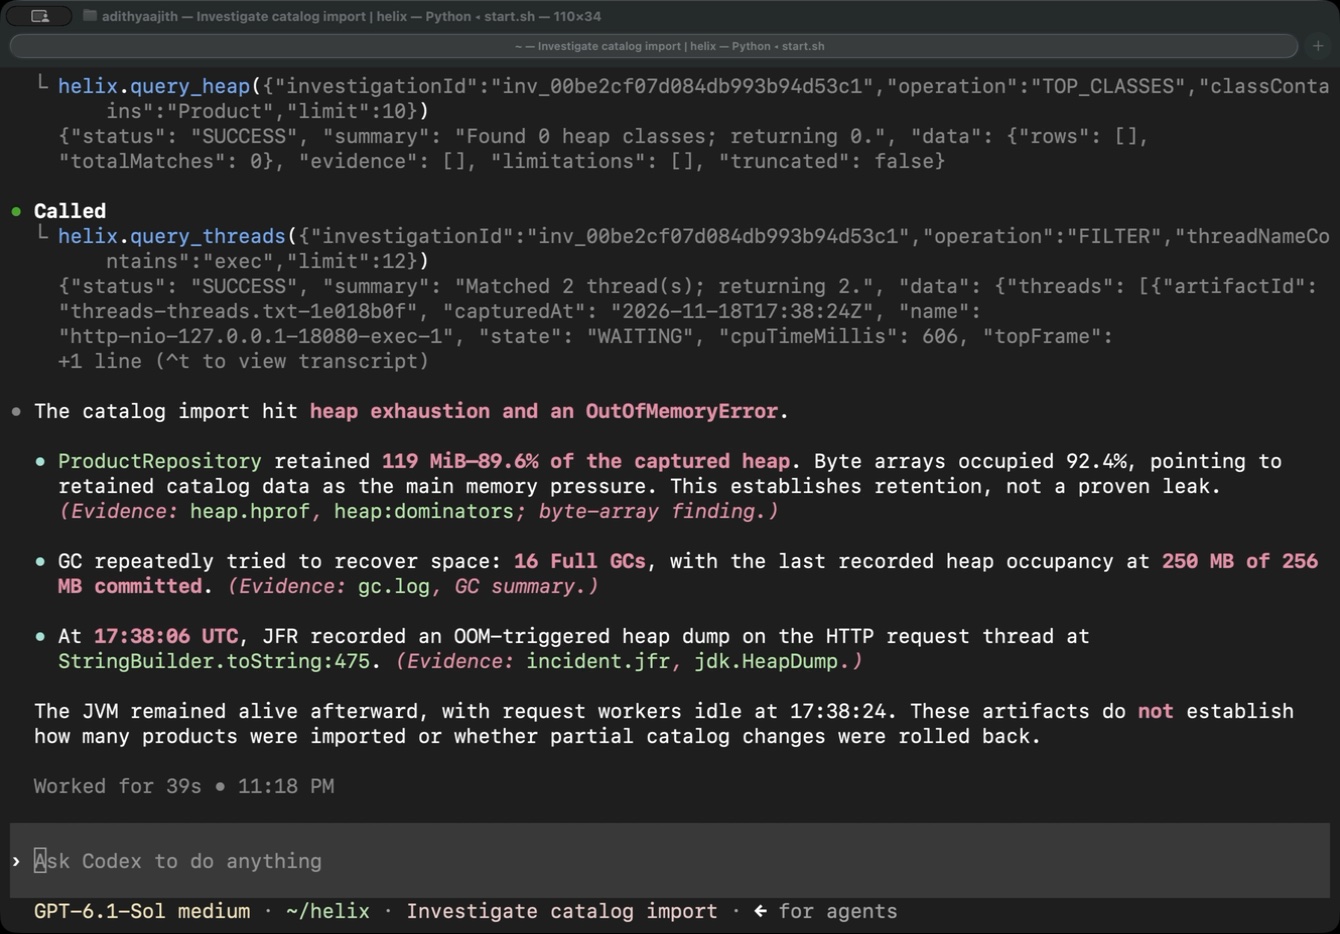 adithyaajith — Investigate catalog import | helix — Python • start.sh — 110×34
~ — Investigate catalog import | helix — Python • start.sh
+
└ helix.query_heap({"investigationId":"inv_00be2cf07d084db993b94d53c1","operation":"TOP_CLASSES","classConta
ins":"Product","limit":10})
{"status": "SUCCESS", "summary": "Found 0 heap classes; returning 0.", "data": {"rows": [],
"totalMatches": 0}, "evidence": [], "limitations": [], "truncated": false}
• Called
└ helix.query_threads({"investigationId":"inv_00be2cf07d084db993b94d53c1","operation":"FILTER","threadNameCo
ntains":"exec","limit":12})
{"status": "SUCCESS", "summary": "Matched 2 thread(s); returning 2.", "data": {"threads": [{"artifactId":
"threads-threads.txt-1e018b0f", "capturedAt": "2026-11-18T17:38:24Z", "name":
"http-nio-127.0.0.1-18080-exec-1", "state": "WAITING", "cpuTimeMillis": 606, "topFrame":
+1 line (^t to view transcript)
• The catalog import hit heap exhaustion and an OutOfMemoryError.
• ProductRepository retained 119 MiB—89.6% of the captured heap. Byte arrays occupied 92.4%, pointing to
retained catalog data as the main memory pressure. This establishes retention, not a proven leak.
(Evidence: heap.hprof, heap:dominators; byte-array finding.)
• GC repeatedly tried to recover space: 16 Full GCs, with the last recorded heap occupancy at 250 MB of 256
MB committed. (Evidence: gc.log, GC summary.)
• At 17:38:06 UTC, JFR recorded an OOM-triggered heap dump on the HTTP request thread at
StringBuilder.toString:475. (Evidence: incident.jfr, jdk.HeapDump.)
The JVM remained alive afterward, with request workers idle at 17:38:24. These artifacts do not establish
how many products were imported or whether partial catalog changes were rolled back.
Worked for 39s • 11:18 PM
› Ask Codex to do anything
GPT-6.1-Sol medium · ~/helix · Investigate catalog import · ← for agents